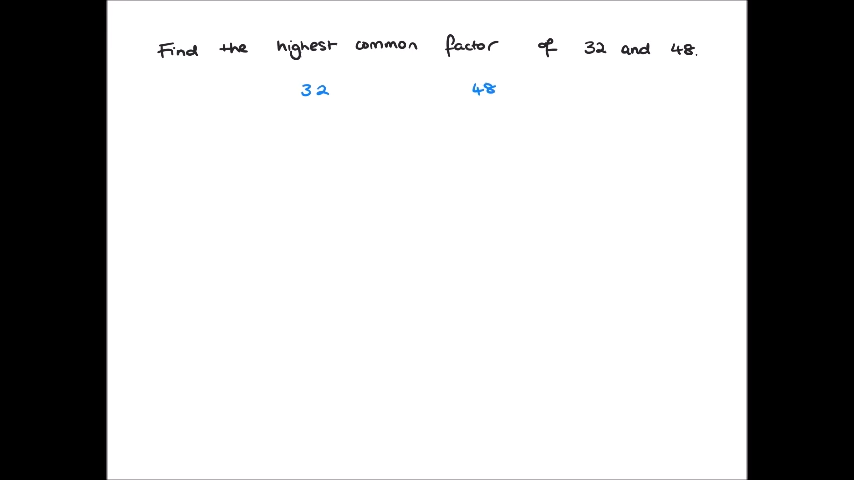 Find the highest common factor of 32 and 48.
32 48